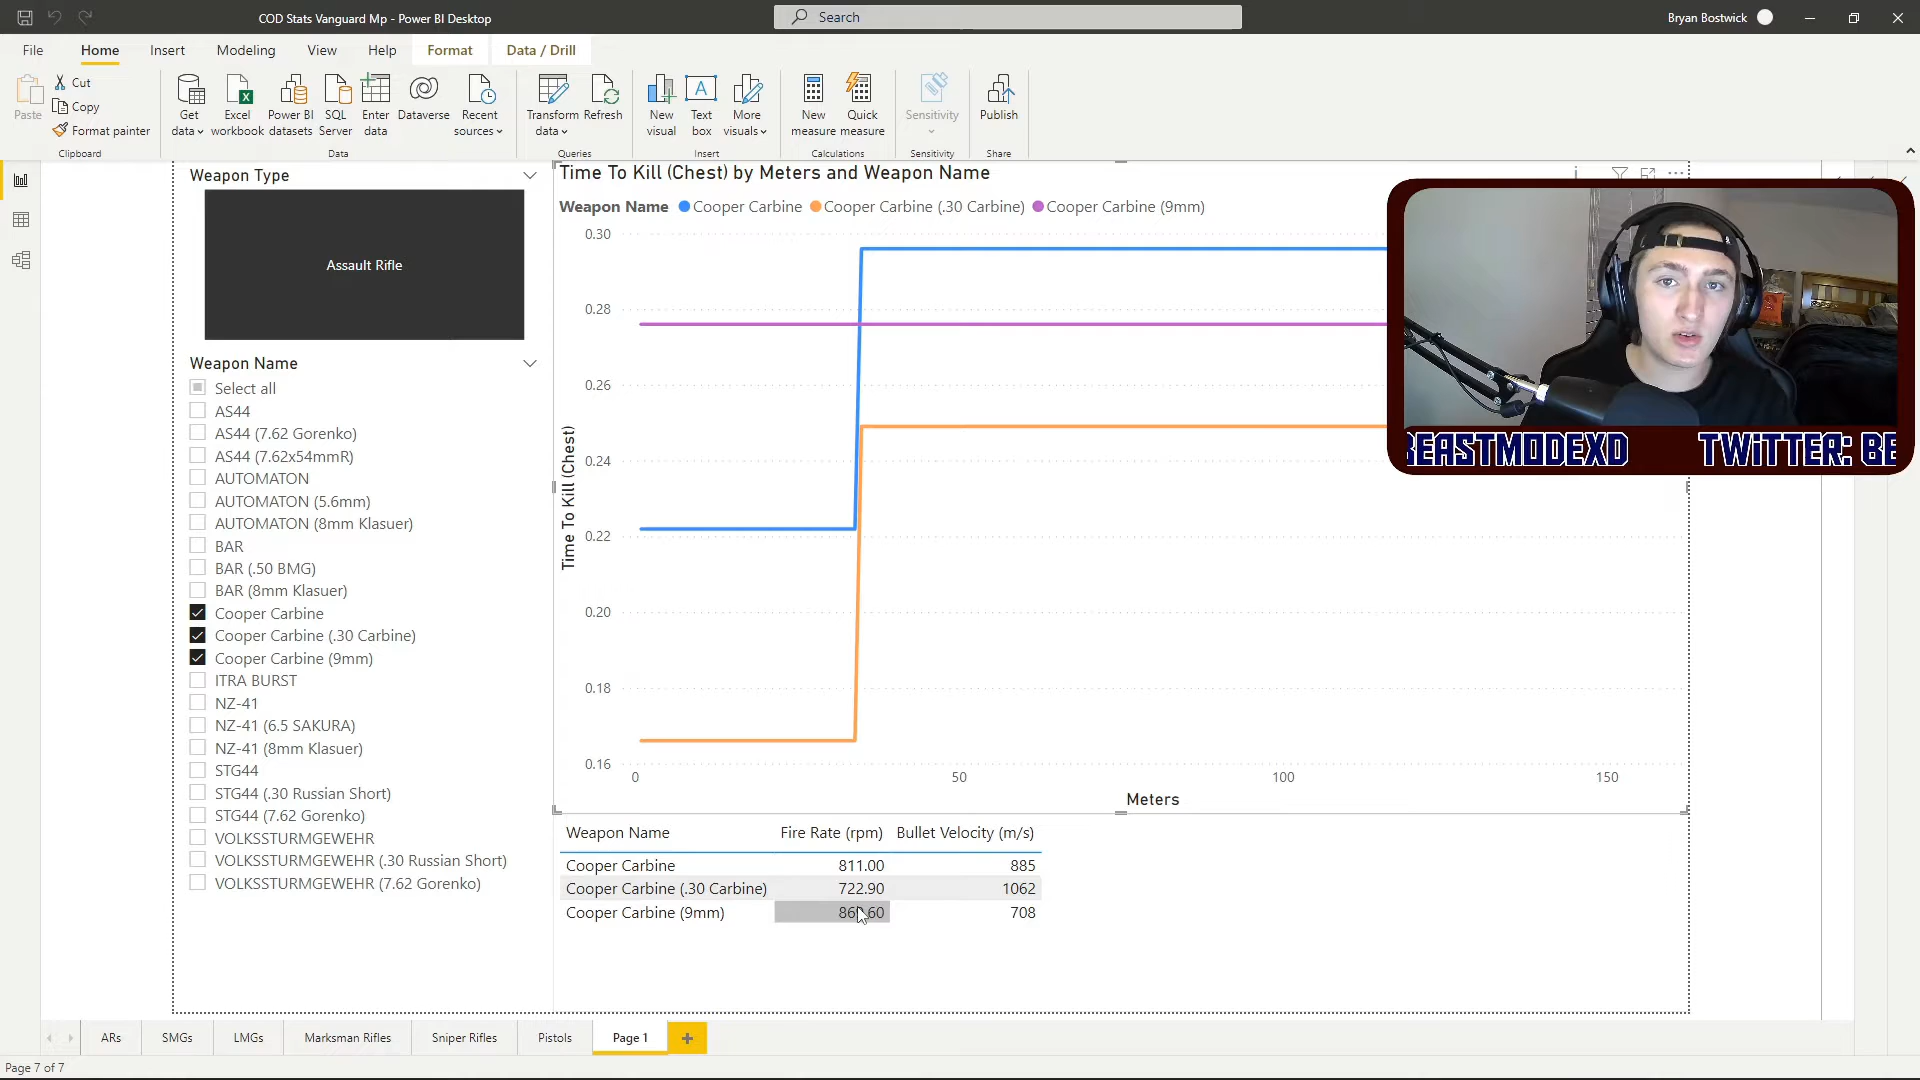 COD Stats Vanguard Mp - Power BI Desktop
Search
Bryan Bostwick
File Home Insert Modeling View Help Format Data / Drill
Paste
Cut
Copy
Format painter
Clipboard
Get data
Excel workbook
Power BI datasets
SQL Server
Enter data
Dataverse
Recent sources
Data
Transform data
Refresh
Queries
New visual
Text box
More visuals
Insert
New measure
Quick measure
Calculations
Sensitivity
Sensitivity
Publish
Share
Weapon Type
Assault Rifle
Weapon Name
Select all
AS44
AS44 (7.62 Gorenko)
AS44 (7.62x54mmR)
AUTOMATON
AUTOMATON (5.6mm)
AUTOMATON (8mm Klasuer)
BAR
BAR (.50 BMG)
BAR (8mm Klasuer)
Cooper Carbine
Cooper Carbine (.30 Carbine)
Cooper Carbine (9mm)
ITRA BURST
NZ-41
NZ-41 (6.5 SAKURA)
NZ-41 (8mm Klasuer)
STG44
STG44 (.30 Russian Short)
STG44 (7.62 Gorenko)
VOLKSSTURMGEWEHR
VOLKSSTURMGEWEHR (.30 Russian Short)
VOLKSSTURMGEWEHR (7.62 Gorenko)
Time To Kill (Chest) by Meters and Weapon Name
Weapon Name Cooper Carbine Cooper Carbine (.30 Carbine) Cooper Carbine (9mm)
Time To Kill (Chest)
0.30
0.28
0.26
0.24
0.22
0.20
0.18
0.16
0 50 100 150
Meters
BEASTMODEXD TWITTER: BE
Weapon Name Fire Rate (rpm) Bullet Velocity (m/s)
Cooper Carbine 811.00 885
Cooper Carbine (.30 Carbine) 722.90 1062
Cooper Carbine (9mm) 708
ARs SMGs LMGs Marksman Rifles Sniper Rifles Pistols Page 1
Page 7 of 7